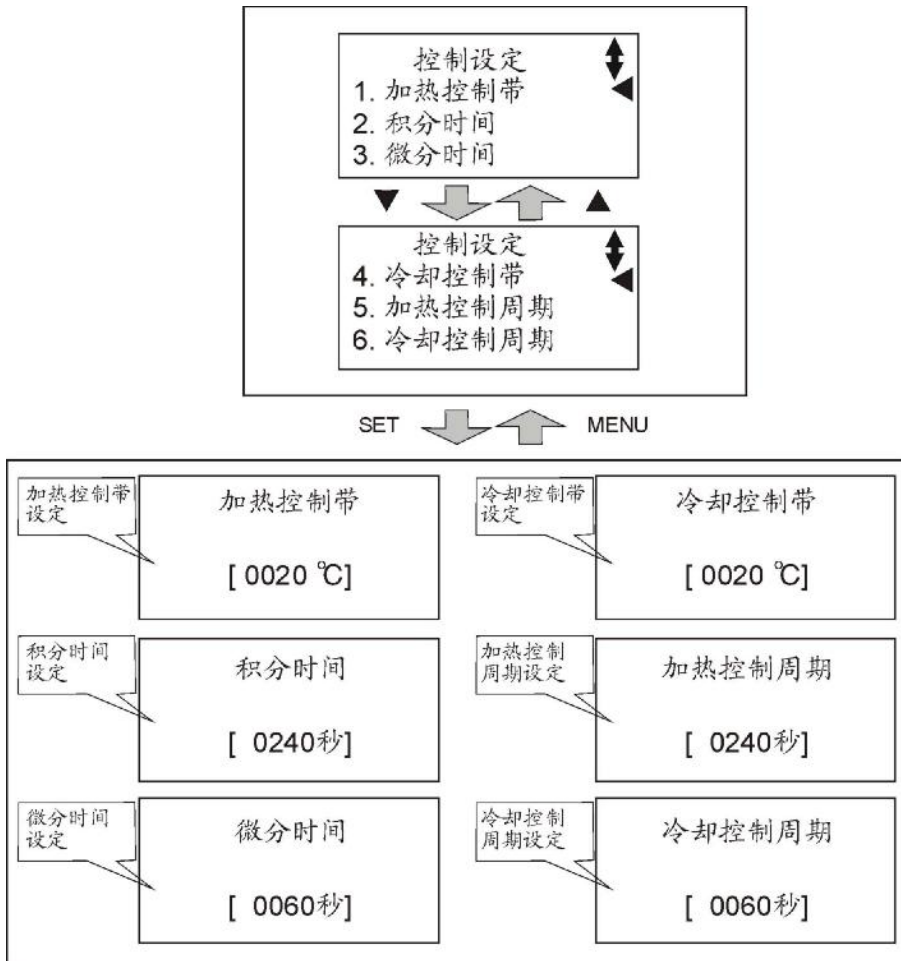 控制设定
1. 加热控制带
2. 积分时间
3. 微分时间
控制设定
4. 冷却控制带
5. 加热控制周期
6. 冷却控制周期
SET
MENU
加热控制带
设定
加热控制带
[ 0020 ℃]
冷却控制带
设定
冷却控制带
[ 0020 ℃]
积分时间
设定
积分时间
[ 0240秒]
加热控制
周期设定
加热控制周期
[ 0240秒]
微分时间
设定
微分时间
[ 0060秒]
冷却控制
周期设定
冷却控制周期
[ 0060秒]